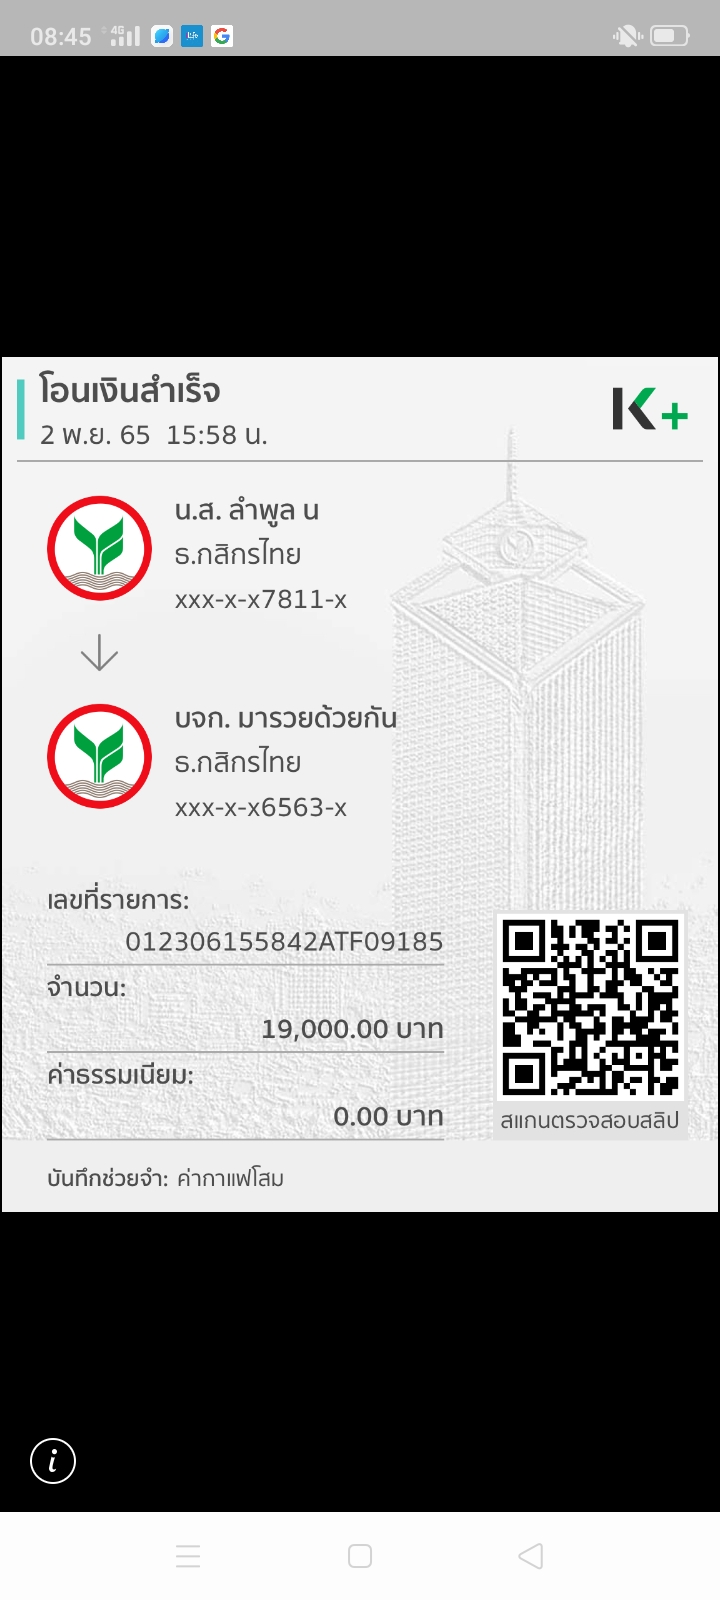 08:45
4G
Life
โอนเงินสำเร็จ
2 พ.ย. 65 15:58 น.
K+
น.ส. ลำพูล น
ธ.กสิกรไทย
xxx-x-x7811-x
บจก. มารวยด้วยกัน
ธ.กสิกรไทย
xxx-x-x6563-x
เลขที่รายการ:
012306155842ATF09185
จำนวน:
19,000.00 บาท
ค่าธรรมเนียม:
0.00 บาท
สแกนตรวจสอบสลิป
บันทึกช่วยจำ: ค่ากาแฟโสม